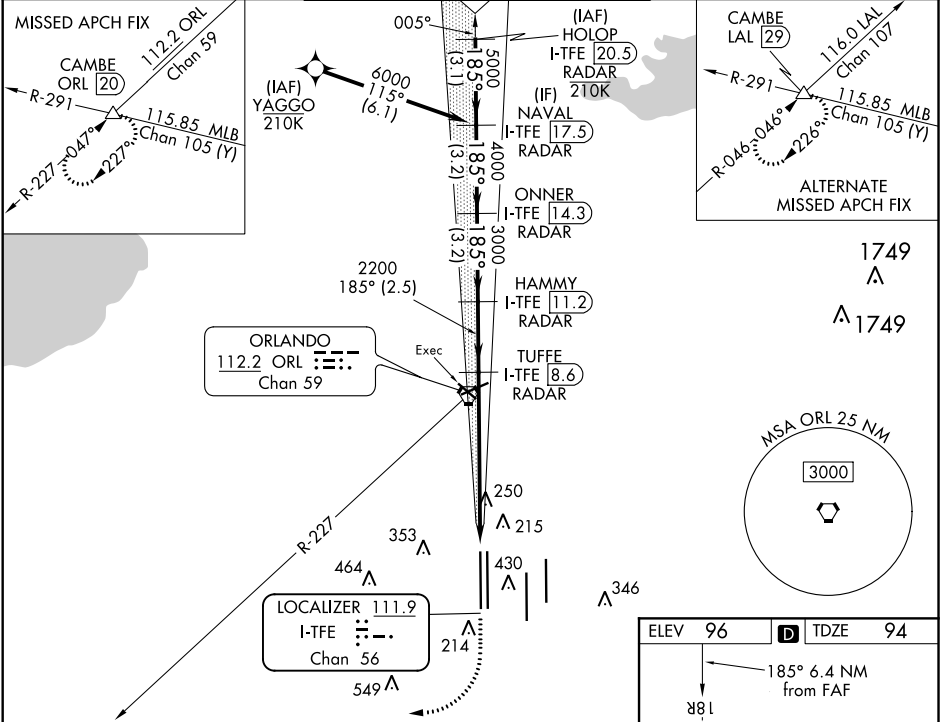 MISSED APCH FIX
CAMBE
ORL 20
112.2 ORL
Chan 59
R-291
115.85 MLB
Chan 105 (Y)
R-227
047°
227°
005°
(IAF)
HOLOP
I-TFE 20.5
RADAR
210K
5000
185°
(3.1)
(IAF)
YAGGO
210K
6000
115°
(6.1)
(IF)
NAVAL
I-TFE 17.5
RADAR
4000
185°
(3.2)
ONNER
I-TFE 14.3
RADAR
3000
185°
(3.2)
HAMMY
I-TFE 11.2
RADAR
2200
185° (2.5)
TUFFE
I-TFE 8.6
RADAR
CAMBE
LAL 29
116.0 LAL
Chan 107
R-291
115.85 MLB
Chan 105 (Y)
R-046
046°
226°
ALTERNATE
MISSED APCH FIX
1749
1749
ORLANDO
112.2 ORL
Chan 59
Exec
R-227
MSA ORL 25 NM
3000
250
215
353
464
430
346
LOCALIZER 111.9
I-TFE
Chan 56
214
549
ELEV 96 D TDZE 94
185° 6.4 NM
from FAF
18R